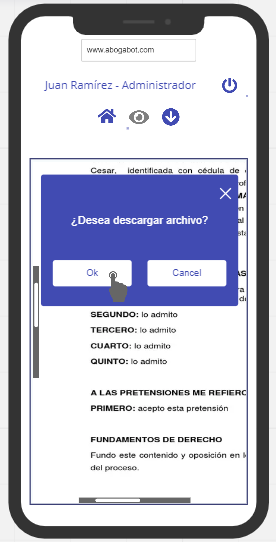 www.abogabot.com
Juan Ramírez - Administrador
Cesar, identificada con cédula de
¿Desea descargar archivo?
Ok
Cancel
SEGUNDO: lo admito
TERCERO: lo admito
CUARTO: lo admito
QUINTO: lo admito
A LAS PRETENSIONES ME REFIERO
PRIMERO: acepto esta pretensión
FUNDAMENTOS DE DERECHO
Fundo este contenido y oposición en
del proceso.